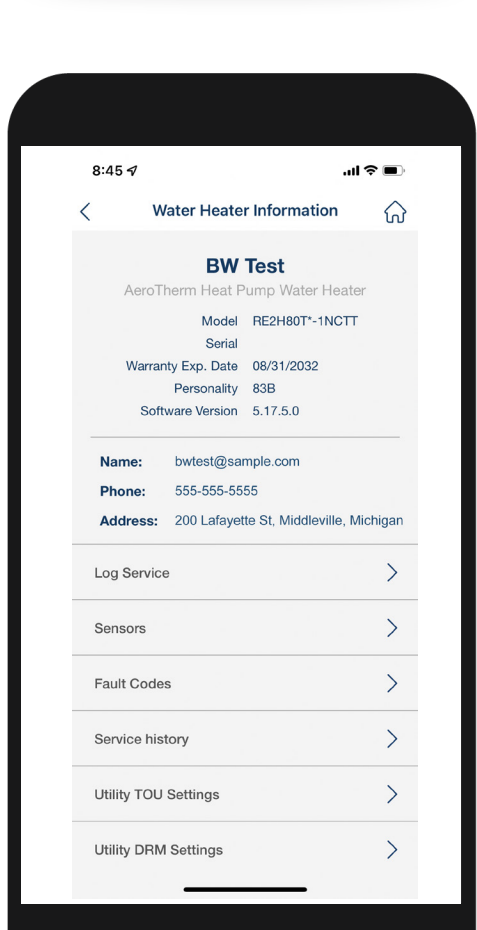 8:45
Water Heater Information
BW Test
AeroTherm Heat Pump Water Heater
Model RE2H80T*-1NCTT
Serial
Warranty Exp. Date 08/31/2032
Personality 83B
Software Version 5.17.5.0
Name: bwtest@sample.com
Phone: 555-555-5555
Address: 200 Lafayette St, Middleville, Michigan
Log Service
Sensors
Fault Codes
Service history
Utility TOU Settings
Utility DRM Settings